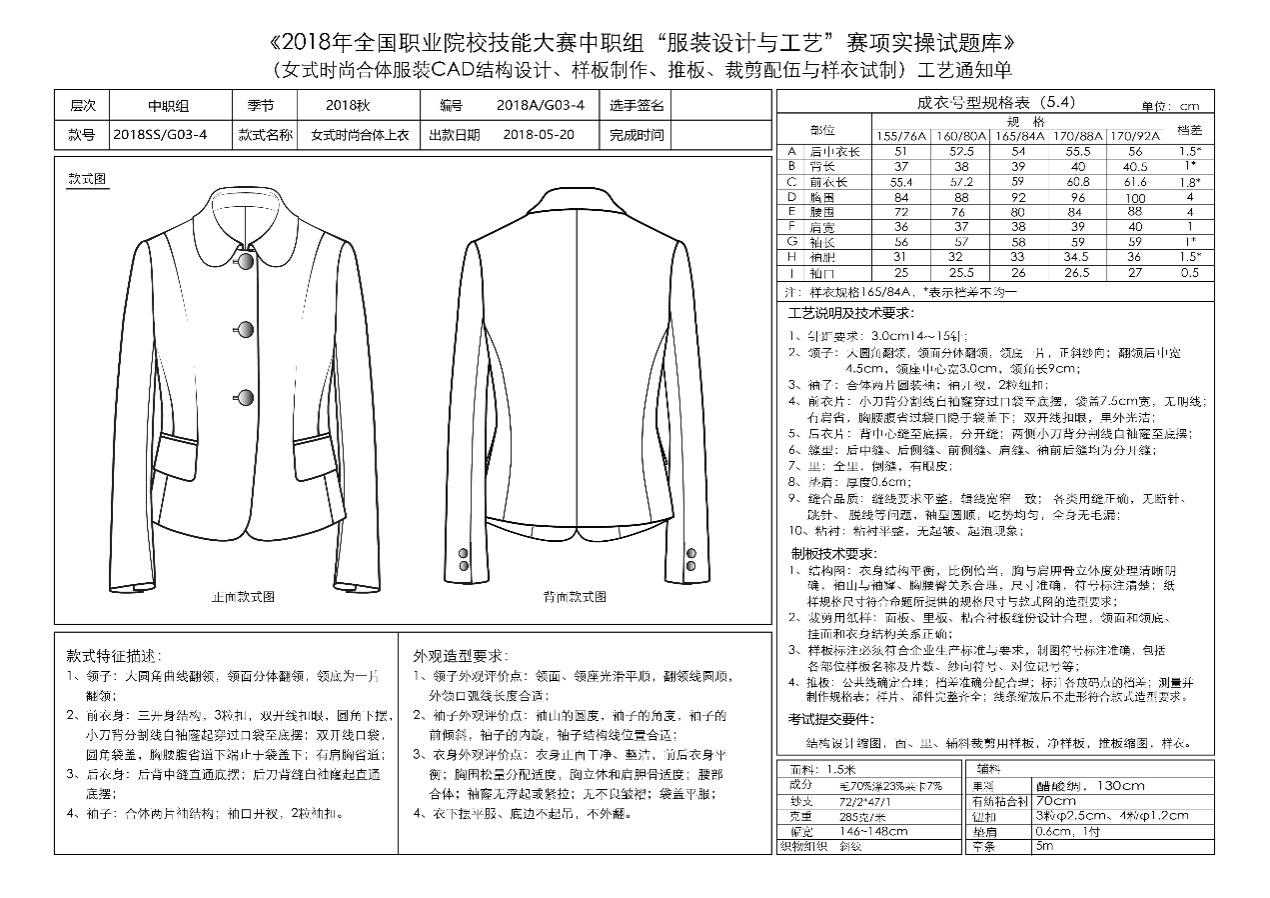 《2018年全国职业院校技能大赛中职组“服装设计与工艺”赛项实操试题库》
（女式时尚合体服装CAD结构设计、样板制作、推板、裁剪配伍与样衣试制）工艺通知单
层次 中职组 季节 2018秋 编号 2018A/G03-4 选手签名
款号 2018SS/G03-4 款式名称 女式时尚合体上衣 出款日期 2018-05-20 完成时间
款式图
正面款式图 背面款式图
款式特征描述：
1、领子：大圆角曲线翻领，领面分体翻领，领底为一片
翻领；
2、前衣身：三开身结构，3粒扣，双开线扣眼，圆角下摆，
小刀背分割线自袖窿起穿过口袋至底摆；双开线口袋，
圆角袋盖，胸腰腹省道下端止于袋盖下；有肩胸省道；
3、后衣身：后背中缝直通底摆；后刀背缝自袖窿起直通
底摆；
4、袖子：合体两片袖结构；袖口开衩，2粒袖扣。
外观造型要求：
1、领子外观评价点：领面、领座光滑平顺，翻领线圆顺，
外领口弧线长度合适；
2、袖子外观评价点：袖山的圆度，袖子的角度，袖子的
前倾斜，袖子的内旋，袖子结构线位置合适；
3、衣身外观评价点：衣身正面干净、整洁，前后衣身平
衡；胸围松量分配适度，胸立体和肩胛骨适度；腰部
合体；袖窿无浮起或紧拉；无不良皱褶；袋盖平服；
4、衣下摆平服、底边不起吊，不外翻。
成衣号型规格表（5.4） 单位：cm
部位 规 格 档差
155/76A 160/80A 165/84A 170/88A 170/92A
A 后中衣长 51 52.5 54 55.5 56 1.5*
B 背长 37 38 39 40 40.5 1*
C 前衣长 55.4 57.2 59 60.8 61.6 1.8*
D 胸围 84 88 92 96 100 4
E 腰围 72 76 80 84 88 4
F 肩宽 36 37 38 39 40 1
G 袖长 56 57 58 59 59 1*
H 袖肥 31 32 33 34.5 36 1.5*
I 袖口 25 25.5 26 26.5 27 0.5
注：样衣规格165/84A，*表示档差不均一
工艺说明及技术要求：
1、针距要求：3.0cm14～15针；
2、领子：大圆角翻领，领面分体翻领，领底一片，正斜纱向；翻领后中宽
4.5cm，领座中心宽3.0cm，领角长9cm；
3、袖子：合体两片圆装袖；袖开衩，2粒纽扣；
4、前衣片：小刀背分割线自袖窿穿过口袋至底摆，袋盖7.5cm宽，无明线；
有肩省，胸腰腹省过袋口隐于袋盖下；双开线扣眼，里外光洁；
5、后衣片：背中心缝至底摆，分开缝；两侧小刀背分割线自袖窿至底摆；
6、缝型：后中缝、后侧缝、前侧缝、肩缝、袖前后缝均为分开缝；
7、里：全里，倒缝，有眼皮；
8、垫肩：厚度0.6cm；
9、缝合品质：缝线要求平整，缉线宽窄一致； 各类用缝正确，无断针、
跳针、脱线等问题，袖型圆顺，吃势均匀，全身无毛漏；
10、粘衬：粘衬平整，无起皱、起泡现象；
制板技术要求：
1、结构图：衣身结构平衡，比例恰当，胸与肩胛骨立体度处理清晰明
确，袖山与袖窿、胸腰臀关系合理，尺寸准确，符号标注清楚；纸
样规格尺寸符合命题所提供的规格尺寸与款式图的造型要求；
2、裁剪用纸样：面板、里板、粘合衬板缝份设计合理，领面和领底、
挂面和衣身结构关系正确；
3、样板标注必须符合企业生产标准与要求，制图符号标注准确，包括
各部位样板名称及片数、纱向符号、对位记号等；
4、推板：公共线确定合理；档差准确分配合理；标注各放码点的档差；测量并
制作规格表；样片、部件完整齐全；线条缩放后不走形符合款式造型要求。
考试提交要件：
结构设计缩图，面、里、辅料裁剪用样板，净样板，推板缩图，样衣。
面料：1.5米
成分 毛70%涤23%莱卡7%
纱支 72/2*47/1
克重 285克/米
幅宽 146~148cm
织物组织 斜纹
辅料
里料 醋酸绸，130cm
有纺粘合衬 70cm
纽扣 3粒φ2.5cm、4粒φ1.2cm
垫肩 0.6cm，1付
牵条 5m